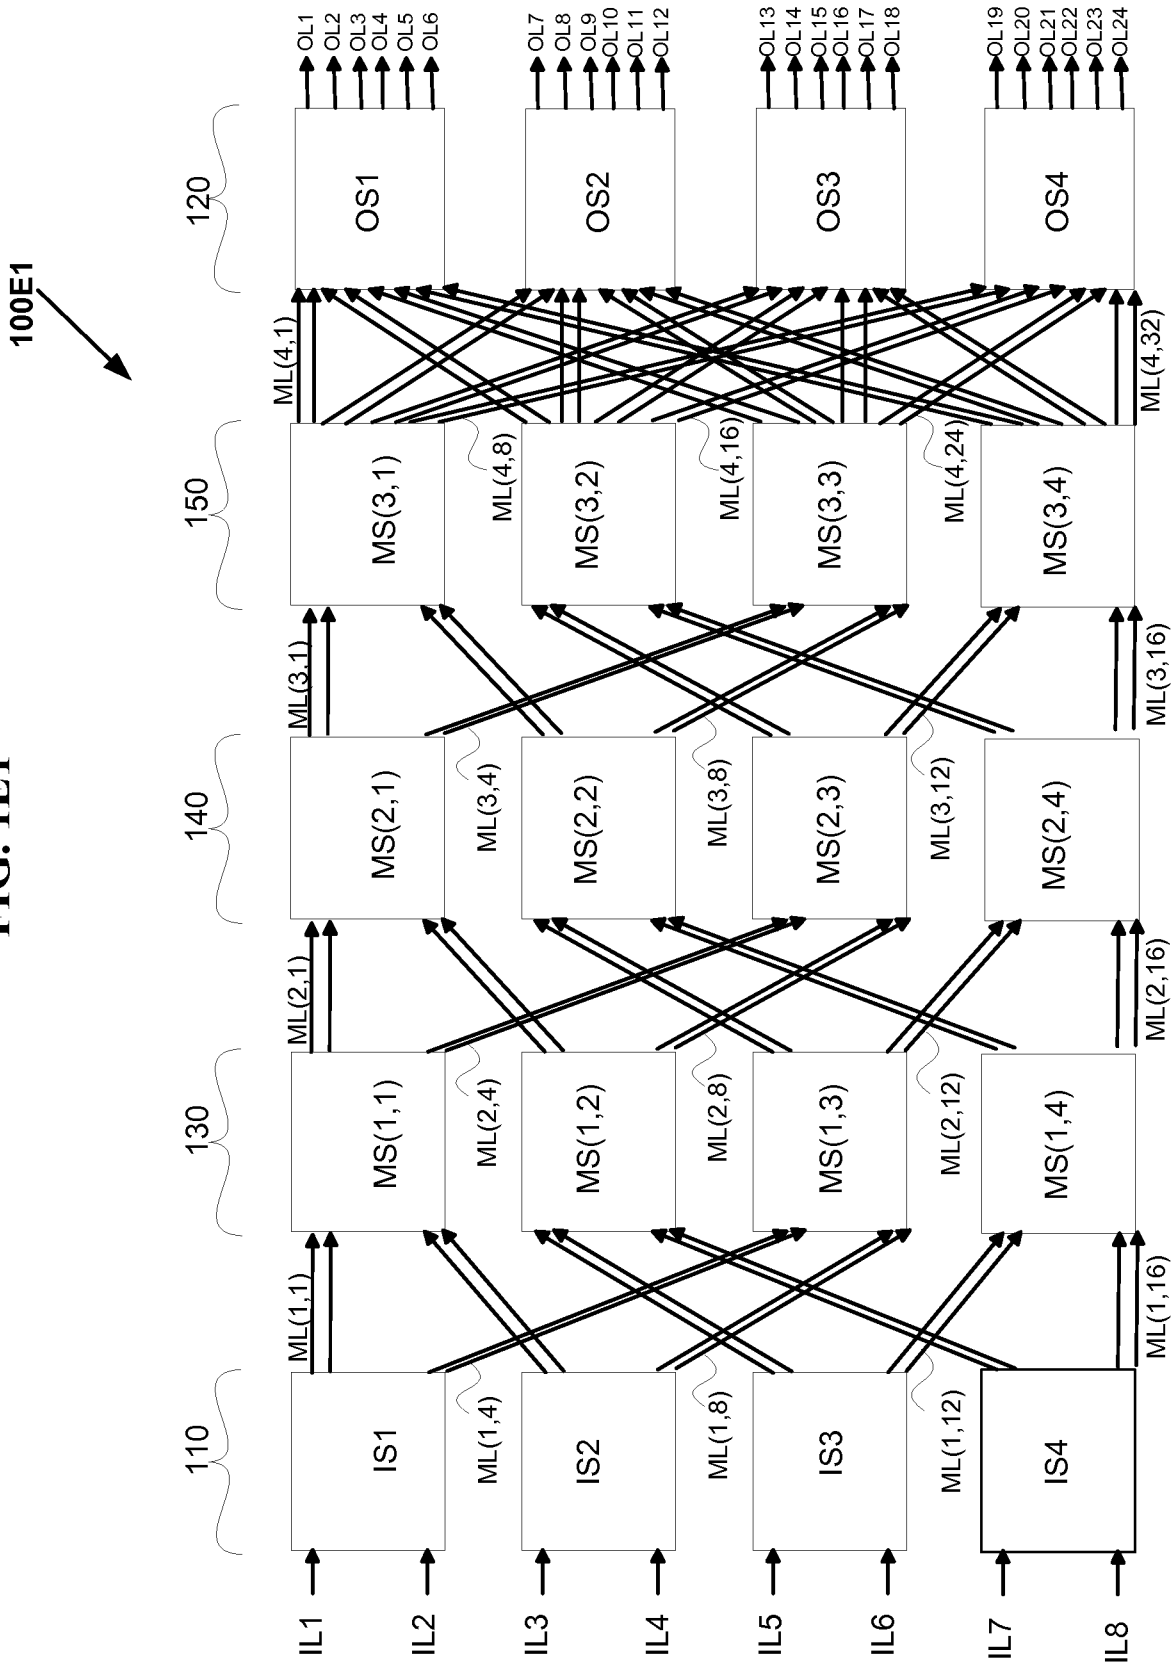 FIG. 1E1
100E1
110
130
140
150
120
IL1
IL2
IL3
IL4
IL5
IL6
IL7
IL8
IS1
IS2
IS3
IS4
ML(1,1)
ML(1,4)
ML(1,8)
ML(1,12)
ML(1,16)
MS(1,1)
MS(1,2)
MS(1,3)
MS(1,4)
ML(2,1)
ML(2,4)
ML(2,8)
ML(2,12)
ML(2,16)
MS(2,1)
MS(2,2)
MS(2,3)
MS(2,4)
ML(3,1)
ML(3,4)
ML(3,8)
ML(3,12)
ML(3,16)
MS(3,1)
MS(3,2)
MS(3,3)
MS(3,4)
ML(4,1)
ML(4,8)
ML(4,16)
ML(4,24)
ML(4,32)
OS1
OS2
OS3
OS4
OL1
OL2
OL3
OL4
OL5
OL6
OL7
OL8
OL9
OL10
OL11
OL12
OL13
OL14
OL15
OL16
OL17
OL18
OL19
OL20
OL21
OL22
OL23
OL24